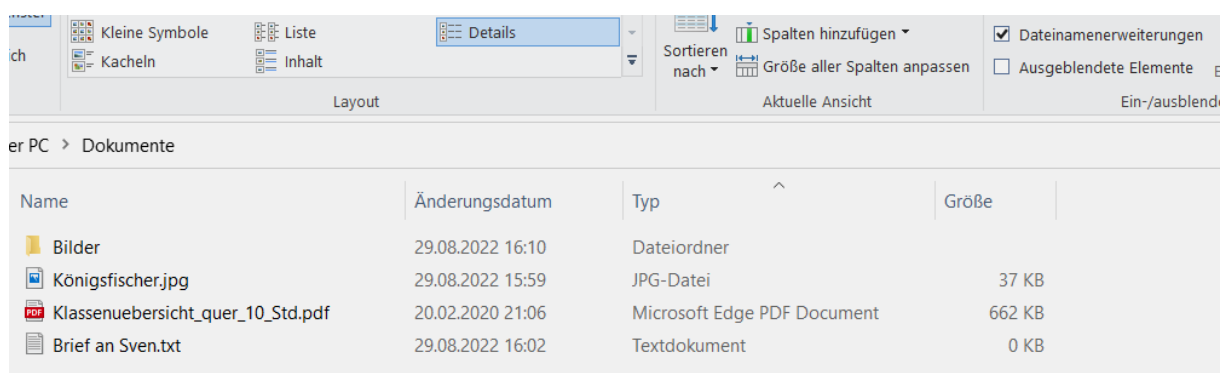 Kleine Symbole Liste Details
Kacheln Inhalt
Layout
Sortieren nach
Spalten hinzufügen
Größe aller Spalten anpassen
Aktuelle Ansicht
Dateinamenerweiterungen
Ausgeblendete Elemente
er PC > Dokumente
Name Änderungsdatum Typ Größe
Bilder 29.08.2022 16:10 Dateiordner
Königsfischer.jpg 29.08.2022 15:59 JPG-Datei 37 KB
PDF Klassenuebersicht_quer_10_Std.pdf 20.02.2020 21:06 Microsoft Edge PDF Document 662 KB
Brief an Sven.txt 29.08.2022 16:02 Textdokument 0 KB